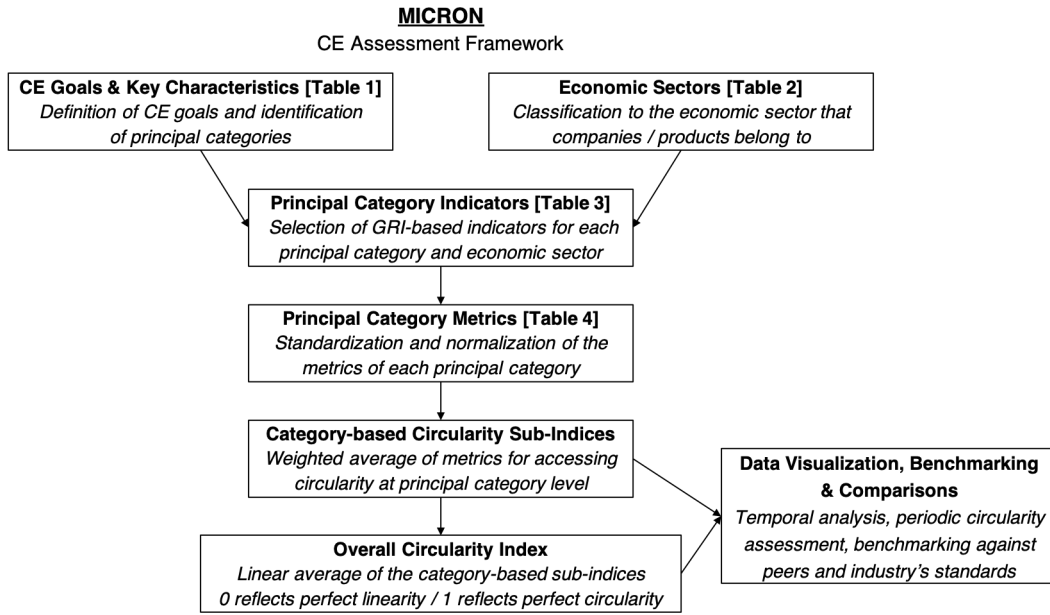 MICRON
CE Assessment Framework
CE Goals & Key Characteristics [Table 1]
Definition of CE goals and identification
of principal categories
Economic Sectors [Table 2]
Classification to the economic sector that
companies / products belong to
Principal Category Indicators [Table 3]
Selection of GRI-based indicators for each
principal category and economic sector
Principal Category Metrics [Table 4]
Standardization and normalization of the
metrics of each principal category
Category-based Circularity Sub-Indices
Weighted average of metrics for accessing
circularity at principal category level
Overall Circularity Index
Linear average of the category-based sub-indices
0 reflects perfect linearity / 1 reflects perfect circularity
Data Visualization, Benchmarking
& Comparisons
Temporal analysis, periodic circularity
assessment, benchmarking against
peers and industry's standards